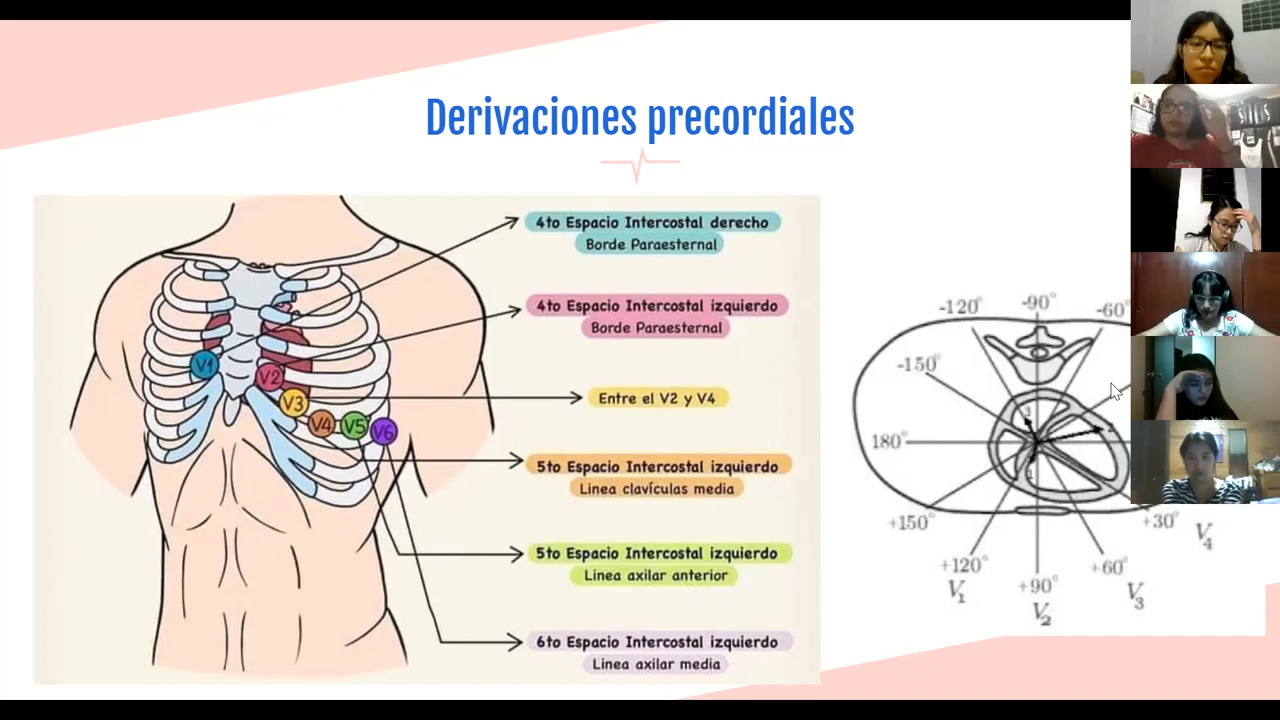 Derivaciones precordiales
4to Espacio Intercostal derecho
Borde Paraesternal
4to Espacio Intercostal izquierdo
Borde Paraesternal
Entre el V2 y V4
5to Espacio Intercostal izquierdo
Linea clavículas media
5to Espacio Intercostal izquierdo
Linea axilar anterior
6to Espacio Intercostal izquierdo
Linea axilar media
V1
V2
V3
V4
V5
V6
-120°
-90°
-60°
-150°
180°
3
+150°
+30°
+120°
+60°
+90°
V4
V1
V3
V2